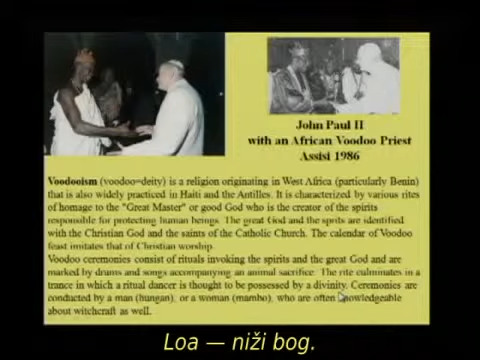 John Paul II
with an African Voodoo Priest
Assisi 1986
Voodooism (voodoo=deity) is a religion originating in West Africa (particularly Benin)
that is also widely practiced in Haiti and the Antilles. It is characterized by various rites
of homage to the "Great Master" or good God who is the creator of the spirits
responsible for protecting human beings. The great God and the sprits are identified
with the Christian God and the saints of the Catholic Church. The calendar of Voodoo
feast imitates that of Christian worship.
Voodoo ceremonies consist of rituals invoking the spirits and the great God and are
marked by drums and songs accompanying an animal sacrifice. The rite culminates in a
trance in which a ritual dancer is thought to be possessed by a divinity. Ceremonies are
conducted by a man (hungan), or a woman (mambo), who are often knowledgeable
about witchcraft as well.
Loa — niži bog.